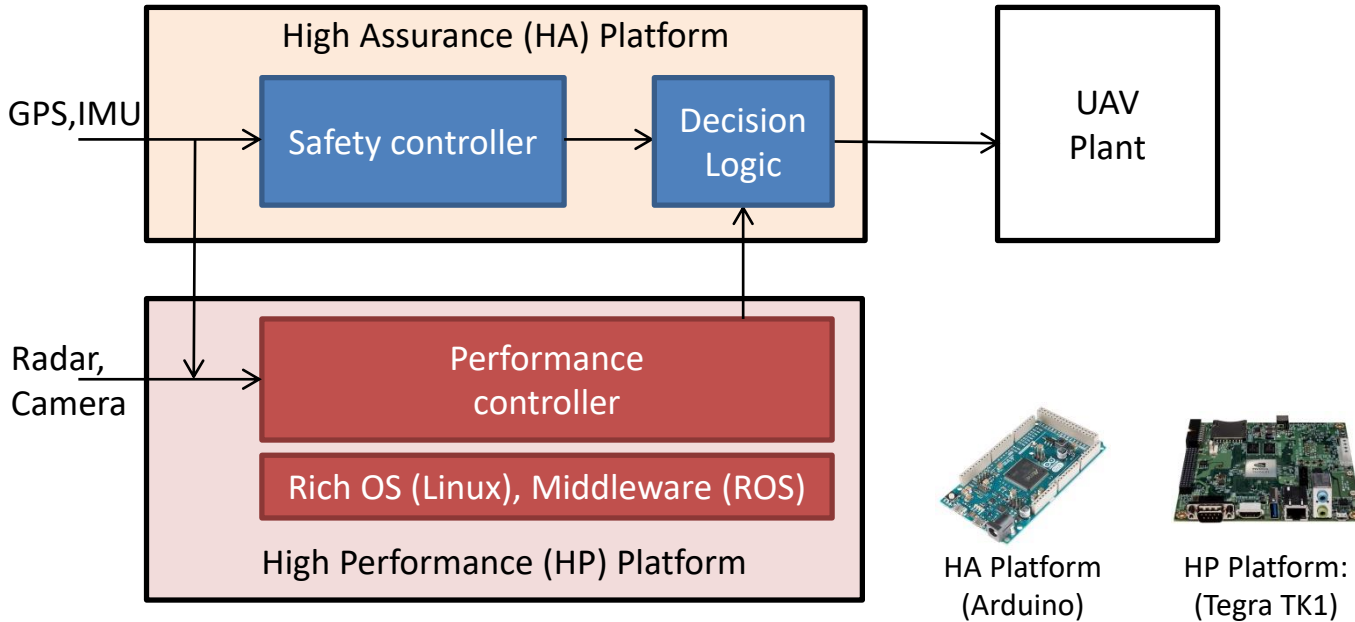 High Assurance (HA) Platform
GPS,IMU
Safety controller
Decision
Logic
UAV
Plant
Radar,
Camera
Performance
controller
Rich OS (Linux), Middleware (ROS)
High Performance (HP) Platform
HA Platform
(Arduino)
HP Platform:
(Tegra TK1)